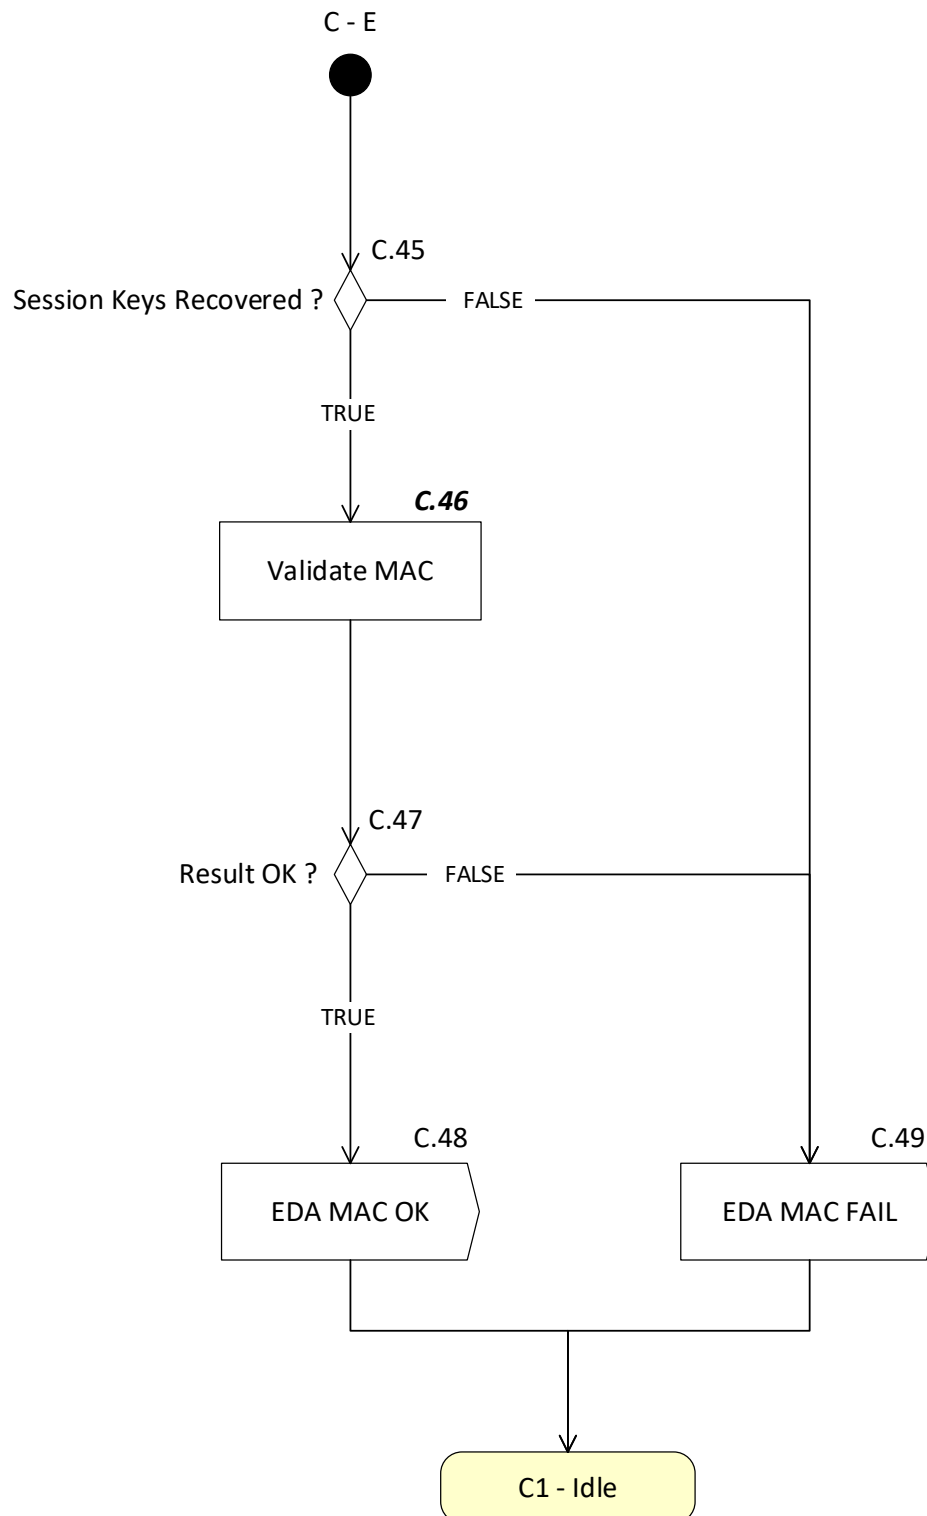 C - E
C.45
Session Keys Recovered ?
FALSE
TRUE
C.46
Validate MAC
C.47
Result OK ?
FALSE
TRUE
C.48
C.49
EDA MAC OK
EDA MAC FAIL
C1 - Idle